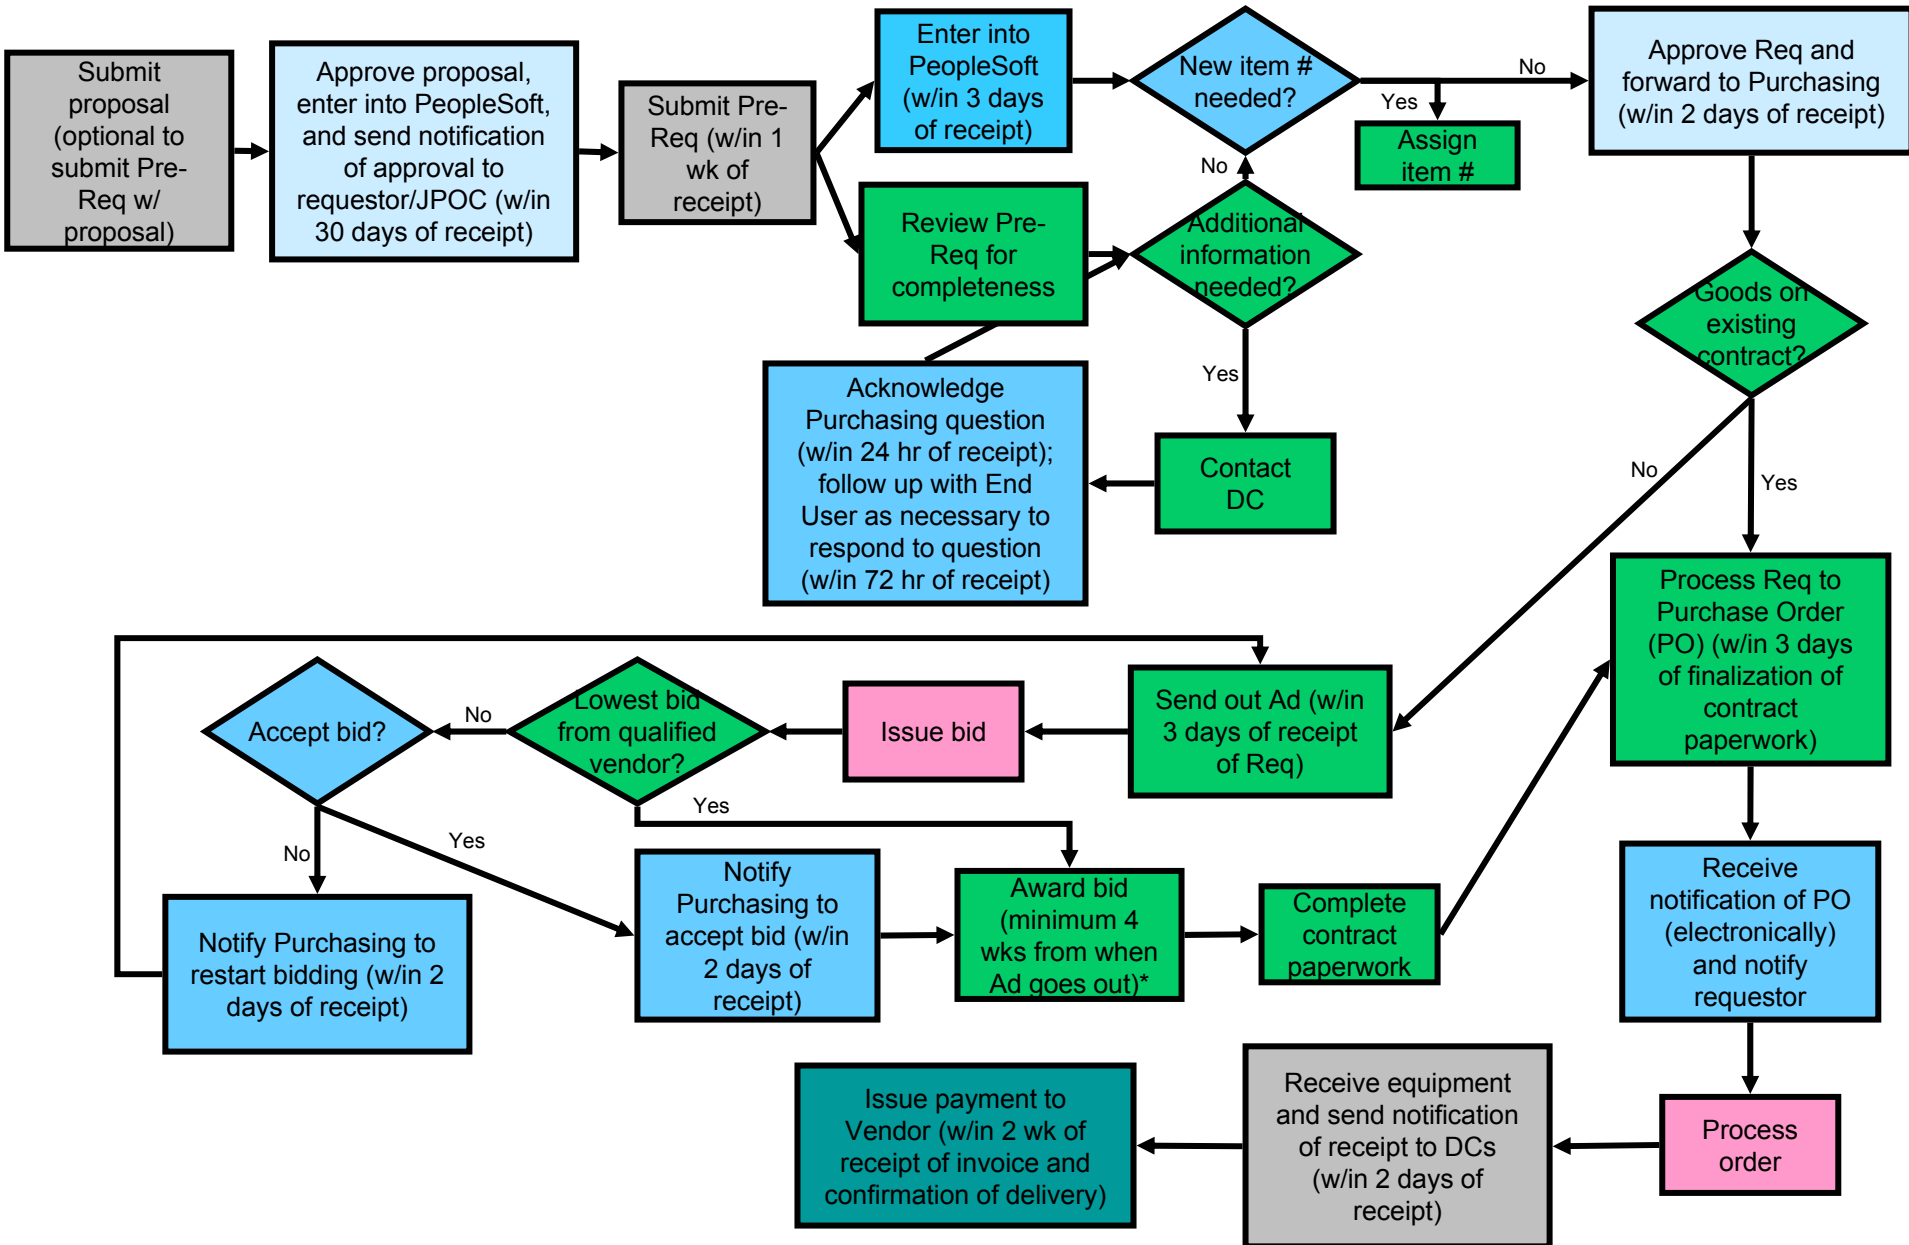 Submit
proposal
(optional to
submit Pre-
Req w/
proposal)
Approve proposal,
enter into PeopleSoft,
and send notification
of approval to
requestor/JPOC (w/in
30 days of receipt)
Submit Pre-
Req (w/in 1
wk of
receipt)
Enter into
PeopleSoft
(w/in 3 days
of receipt)
New item #
needed?
No
Yes
Assign
item #
Approve Req and
forward to Purchasing
(w/in 2 days of receipt)
Review Pre-
Req for
completeness
No
Additional
information
needed?
Yes
Contact
DC
Acknowledge
Purchasing question
(w/in 24 hr of receipt);
follow up with End
User as necessary to
respond to question
(w/in 72 hr of receipt)
Goods on
existing
contract?
No
Yes
Process Req to
Purchase Order
(PO) (w/in 3 days
of finalization of
contract
paperwork)
Send out Ad (w/in
3 days of receipt
of Req)
Issue bid
Lowest bid
from qualified
vendor?
No
Yes
Accept bid?
No
Yes
Notify Purchasing to
restart bidding (w/in 2
days of receipt)
Notify
Purchasing to
accept bid (w/in
2 days of
receipt)
Award bid
(minimum 4
wks from when
Ad goes out)*
Complete
contract
paperwork
Receive
notification of PO
(electronically)
and notify
requestor
Process
order
Receive equipment
and send notification
of receipt to DCs
(w/in 2 days of
receipt)
Issue payment to
Vendor (w/in 2 wk of
receipt of invoice and
confirmation of delivery)